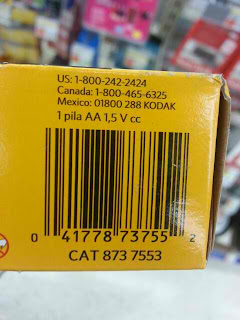 US: 1-800-242-2424
Canada: 1-800-465-6325
Mexico: 01800 288 KODAK
1 pila AA 1,5 V cc
0 41778 73755 2
CAT 873 7553